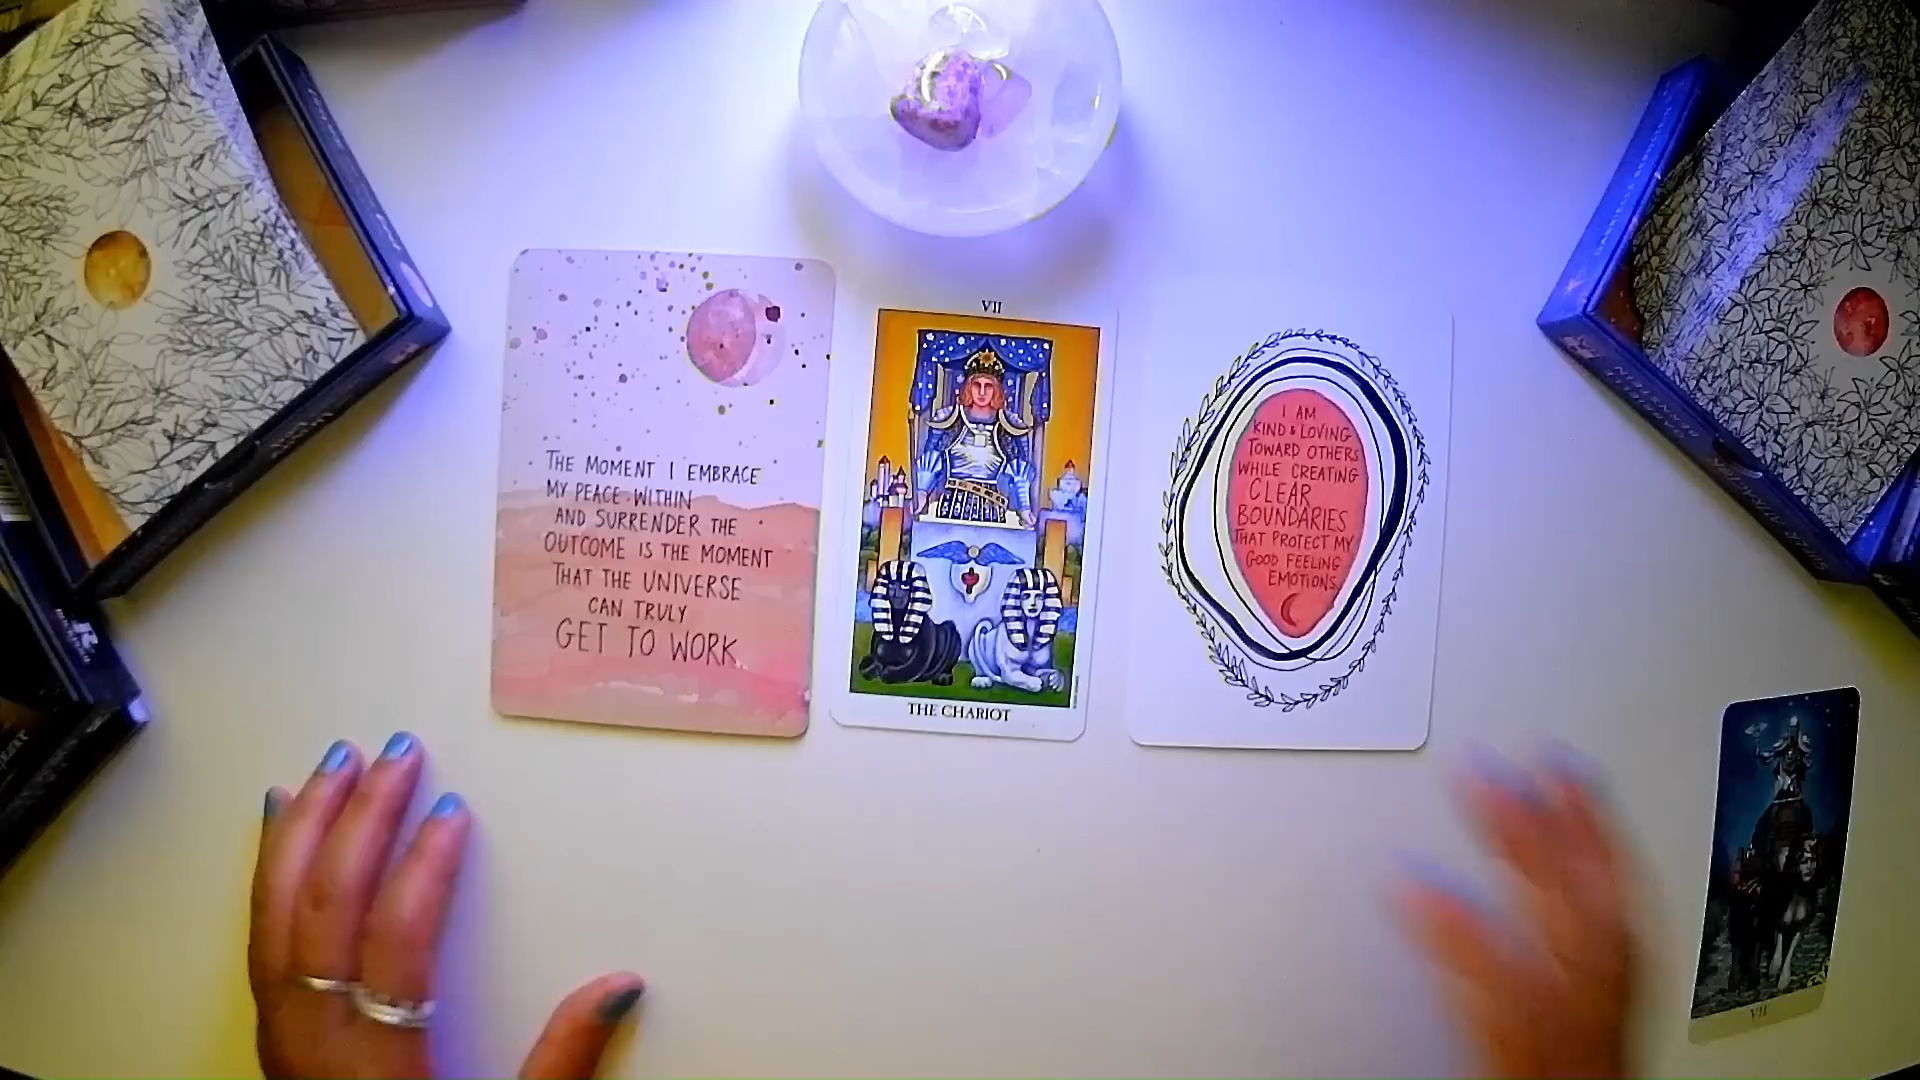 THE MOMENT I EMBRACE
MY PEACE WITHIN
AND SURRENDER THE
OUTCOME IS THE MOMENT
THAT THE UNIVERSE
CAN TRULY
GET TO WORK
VII
THE CHARIOT
I AM
KIND & LOVING
TOWARD OTHERS
WHILE CREATING
CLEAR
BOUNDARIES
THAT PROTECT MY
GOOD FEELING
EMOTIONS.
VII